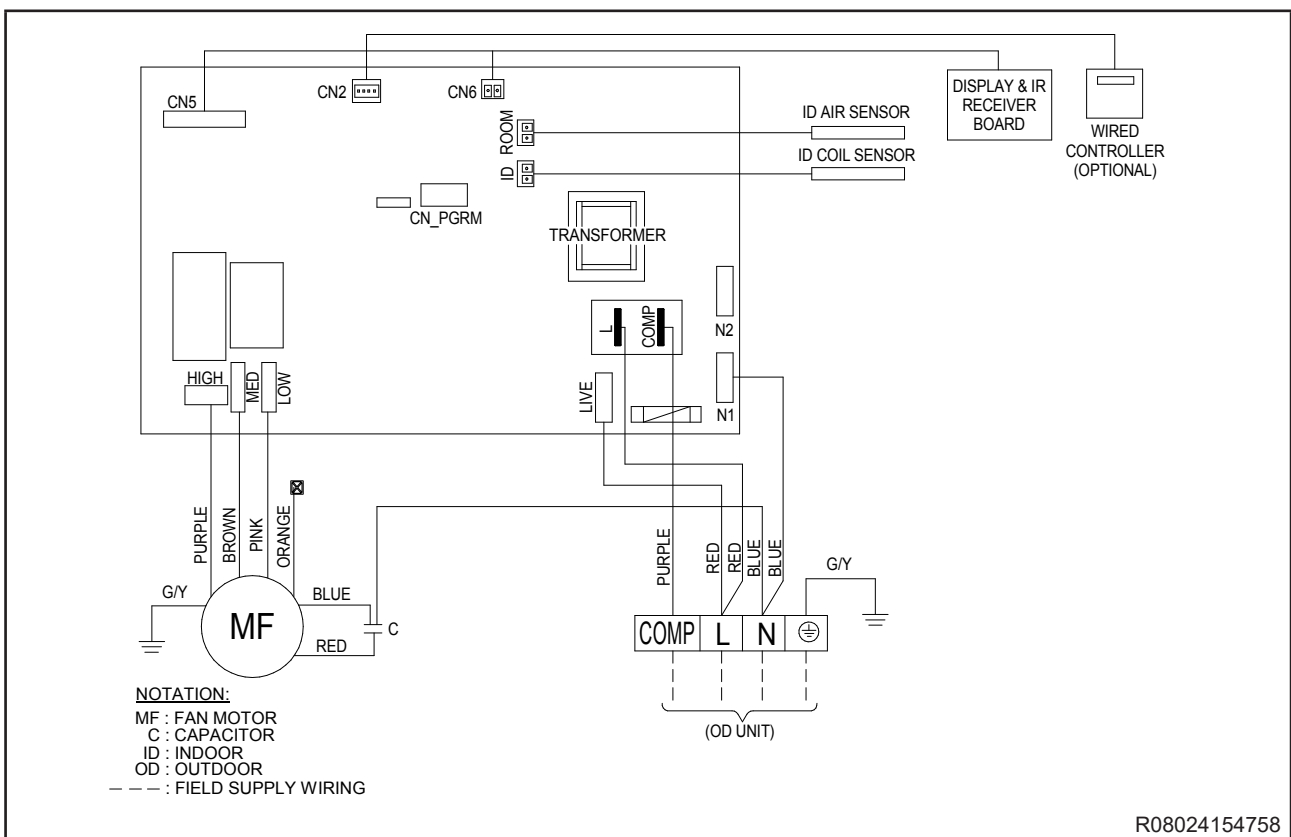 CN5
CN2
CN6
DISPLAY & IR
RECEIVER
BOARD
WIRED
CONTROLLER
(OPTIONAL)
ROOM
ID AIR SENSOR
ID
ID COIL SENSOR
CN_PGRM
TRANSFORMER
L
COMP
N2
HIGH
MED
LOW
LIVE
N1
PURPLE
BROWN
PINK
ORANGE
PURPLE
RED
RED
BLUE
BLUE
G/Y
G/Y
MF
BLUE
C
RED
COMP
L
N
(OD UNIT)
NOTATION:
MF : FAN MOTOR
C : CAPACITOR
ID : INDOOR
OD : OUTDOOR
– – – : FIELD SUPPLY WIRING
R08024154758